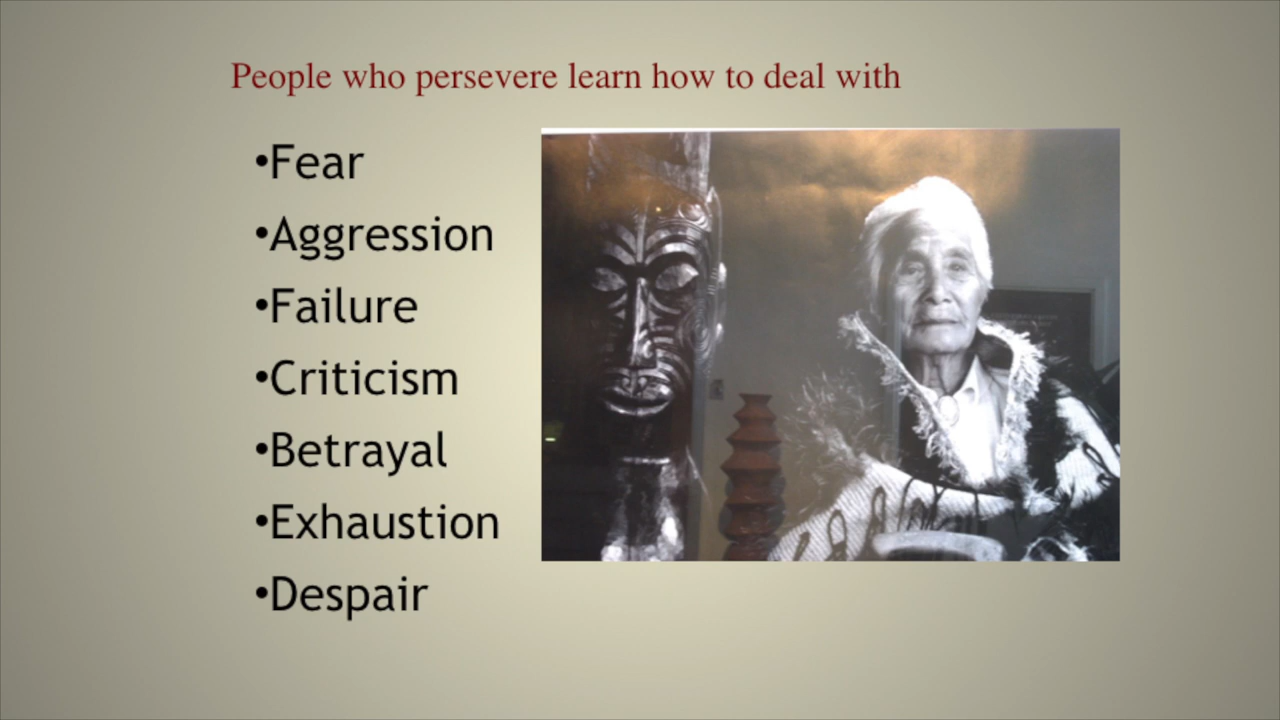 People who persevere learn how to deal with
•Fear
•Aggression
•Failure
•Criticism
•Betrayal
•Exhaustion
•Despair